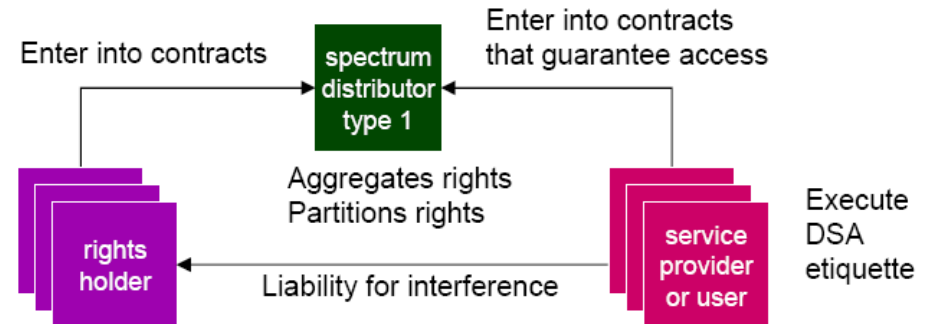 Enter into contracts
spectrum
distributor
type 1
Enter into contracts
that guarantee access
Aggregates rights
Partitions rights
rights
holder
Liability for interference
service
provider
or user
Execute
DSA
etiquette